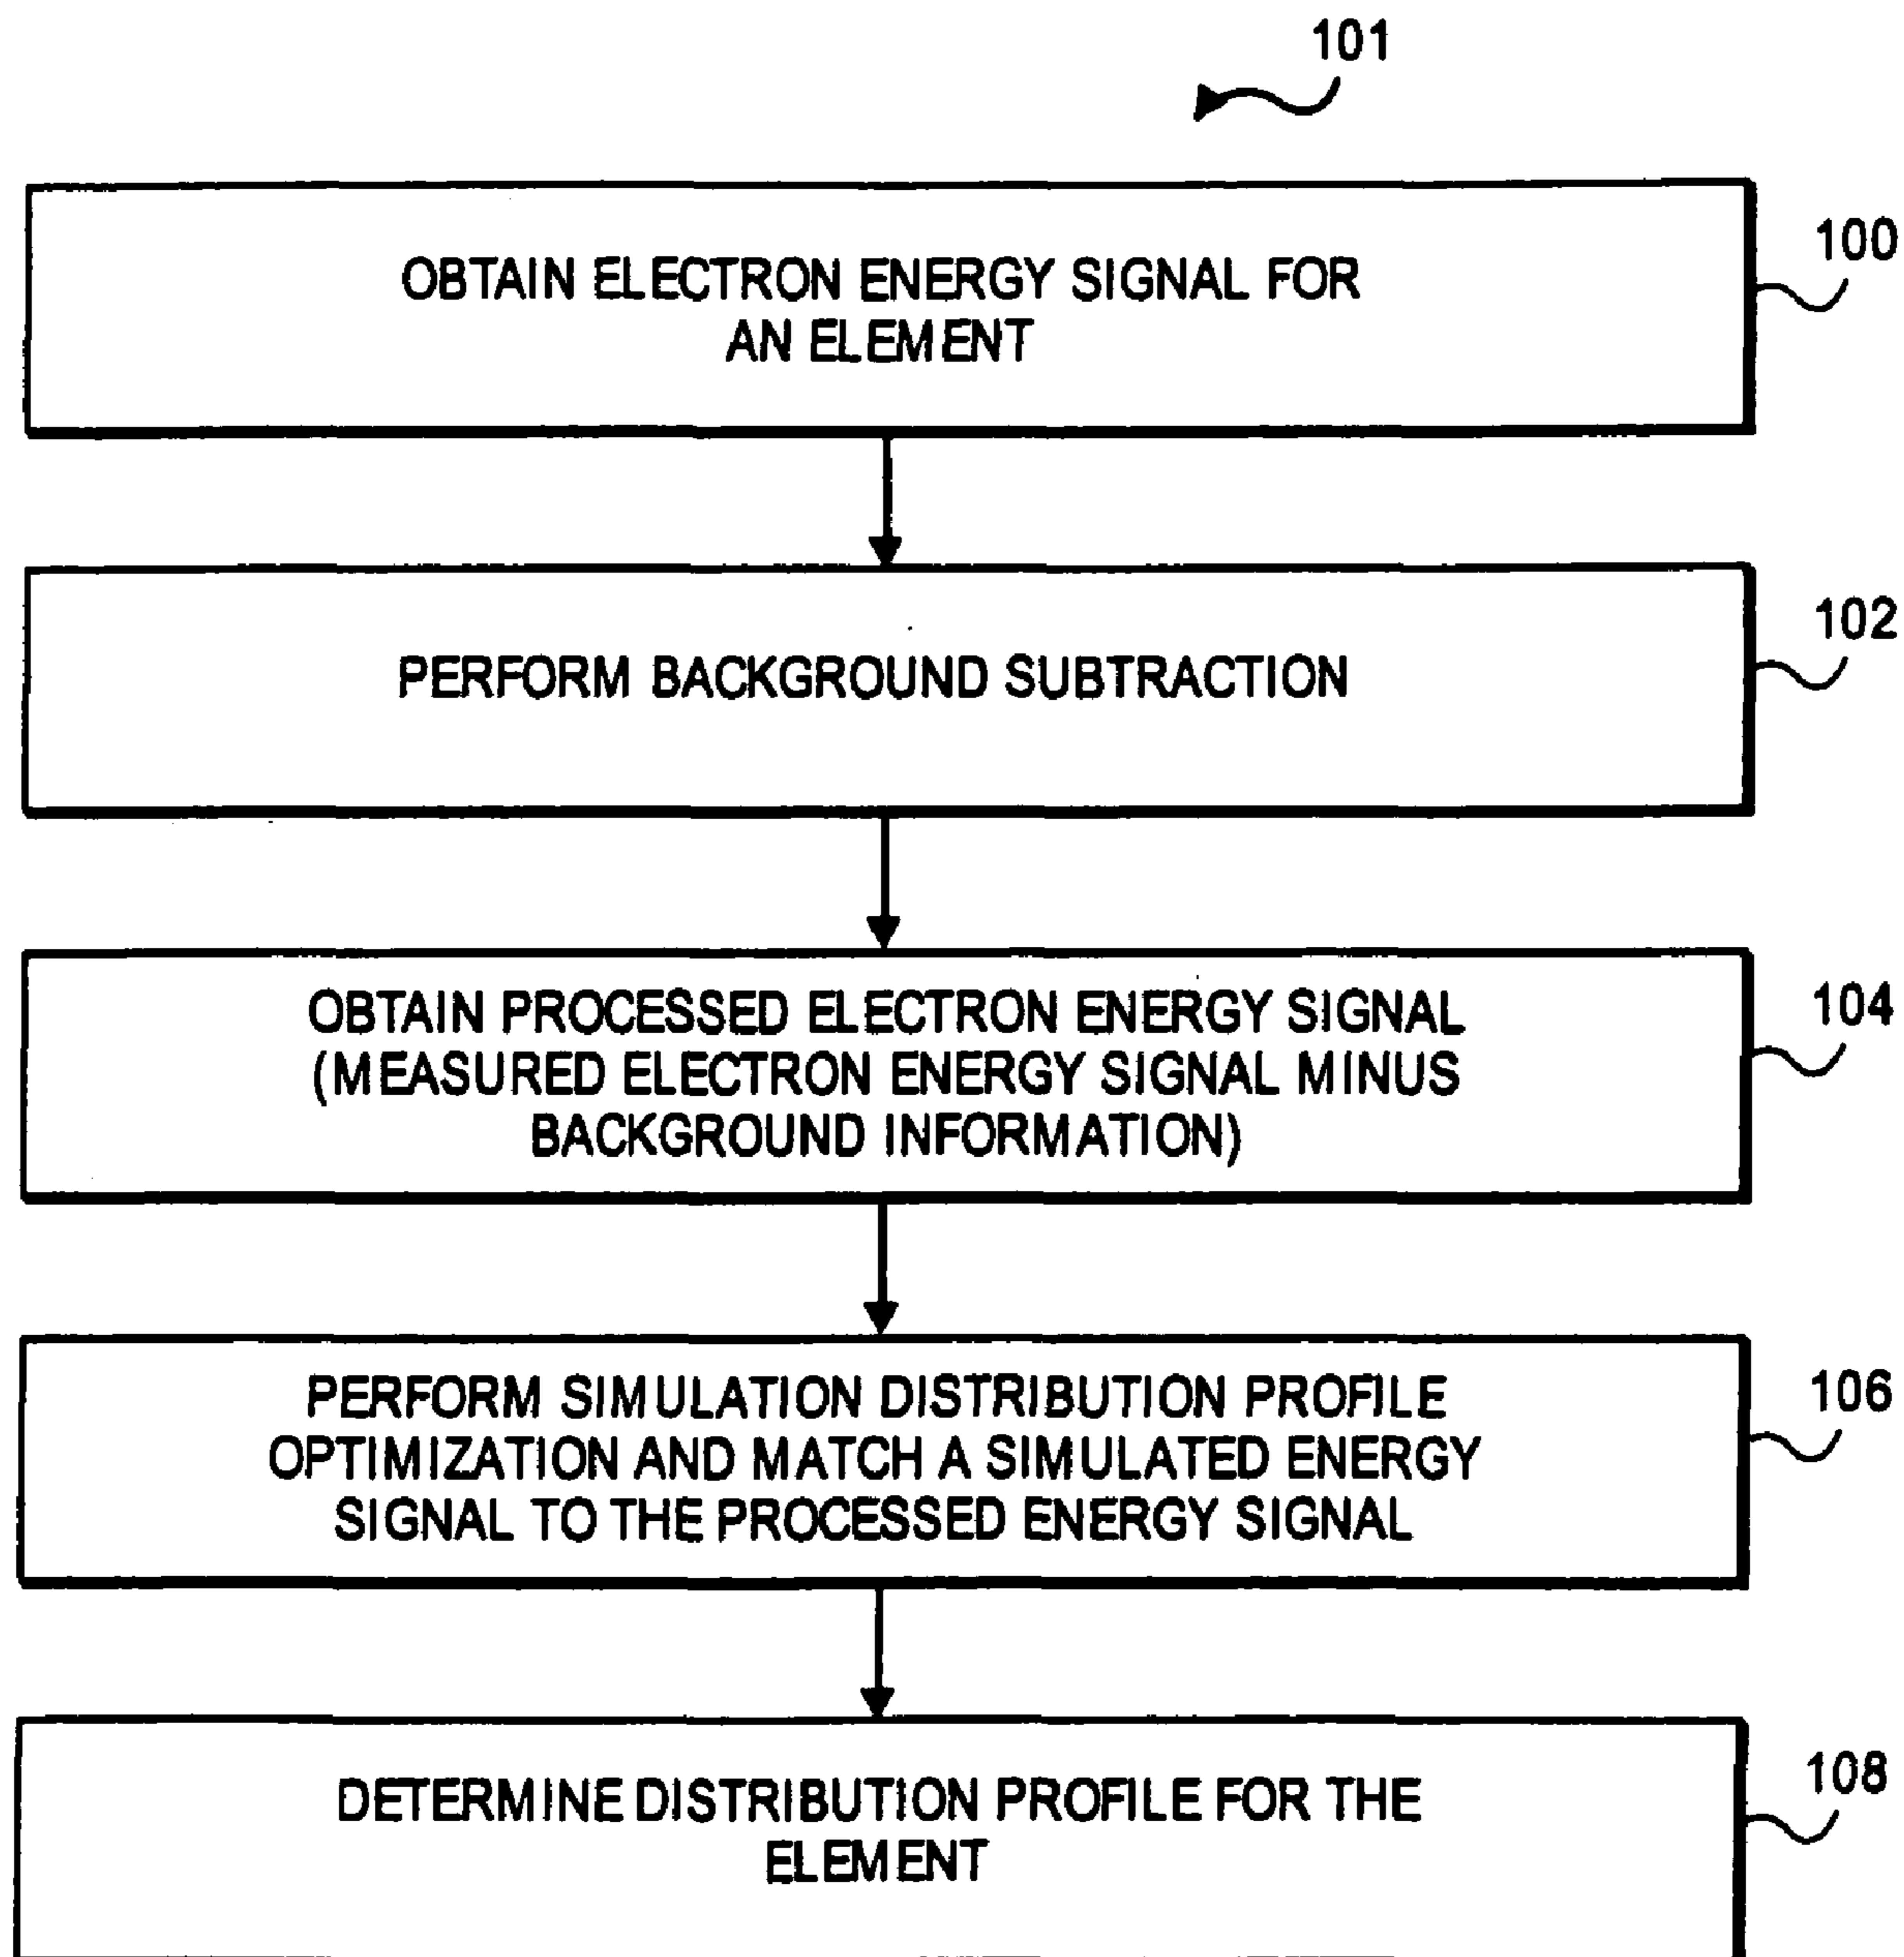 101
OBTAIN ELECTRON ENERGY SIGNAL FOR
AN ELEMENT
100
PERFORM BACKGROUND SUBTRACTION
102
OBTAIN PROCESSED ELECTRON ENERGY SIGNAL
(MEASURED ELECTRON ENERGY SIGNAL MINUS
BACKGROUND INFORMATION)
104
PERFORM SIMULATION DISTRIBUTION PROFILE
OPTIMIZATION AND MATCH A SIMULATED ENERGY
SIGNAL TO THE PROCESSED ENERGY SIGNAL
106
DETERMINE DISTRIBUTION PROFILE FOR THE
ELEMENT
108